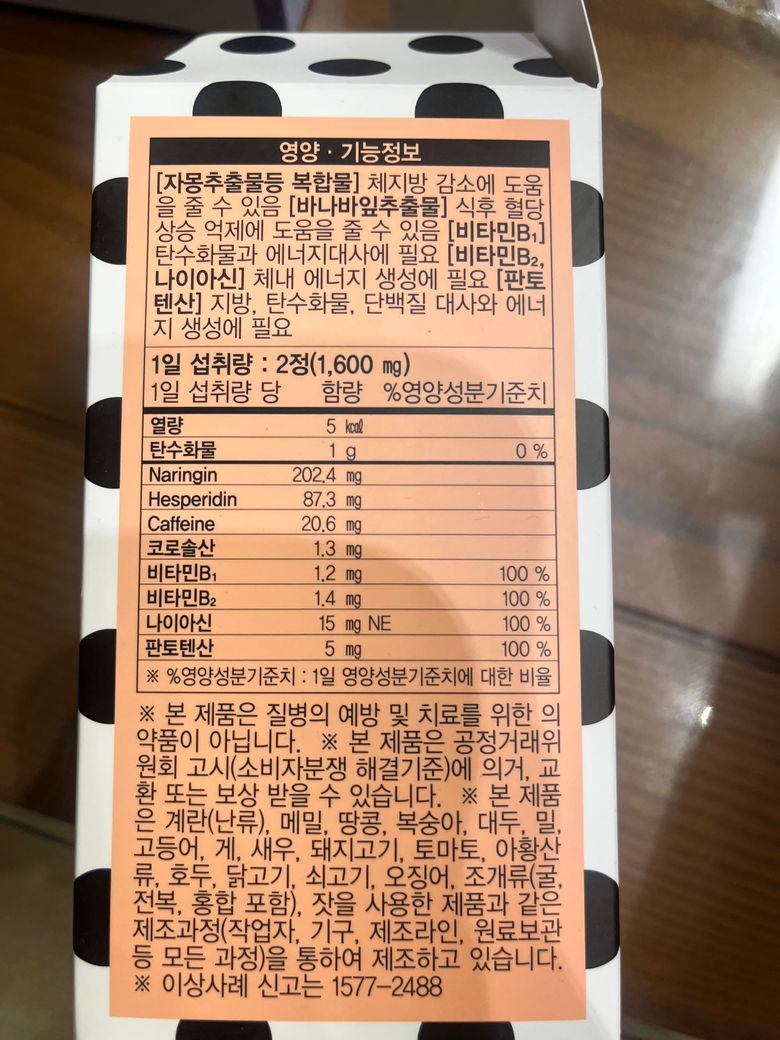 영양 · 기능정보
[자몽추출물등 복합물] 체지방 감소에 도움
을 줄 수 있음 [바나바잎추출물] 식후 혈당
상승 억제에 도움을 줄 수 있음 [비타민B₁]
탄수화물과 에너지대사에 필요 [비타민B₂,
나이아신] 체내 에너지 생성에 필요 [판토
텐산] 지방, 탄수화물, 단백질 대사와 에너
지 생성에 필요
1일 섭취량 : 2정(1,600 ㎎)
1일 섭취량 당 함량 %영양성분기준치
열량 5 ㎉
탄수화물 1 g 0 %
Naringin 202.4 ㎎
Hesperidin 87.3 ㎎
Caffeine 20.6 ㎎
코로솔산 1.3 ㎎
비타민B₁ 1.2 ㎎ 100 %
비타민B₂ 1.4 ㎎ 100 %
나이아신 15 ㎎ NE 100 %
판토텐산 5 ㎎ 100 %
※ %영양성분기준치 : 1일 영양성분기준치에 대한 비율
※ 본 제품은 질병의 예방 및 치료를 위한 의
약품이 아닙니다. ※ 본 제품은 공정거래위
원회 고시(소비자분쟁 해결기준)에 의거, 교
환 또는 보상 받을 수 있습니다. ※ 본 제품
은 계란(난류), 메밀, 땅콩, 복숭아, 대두, 밀,
고등어, 게, 새우, 돼지고기, 토마토, 아황산
류, 호두, 닭고기, 쇠고기, 오징어, 조개류(굴,
전복, 홍합 포함), 잣을 사용한 제품과 같은
제조과정(작업자, 기구, 제조라인, 원료보관
등 모든 과정)을 통하여 제조하고 있습니다.
※ 이상사례 신고는 1577-2488